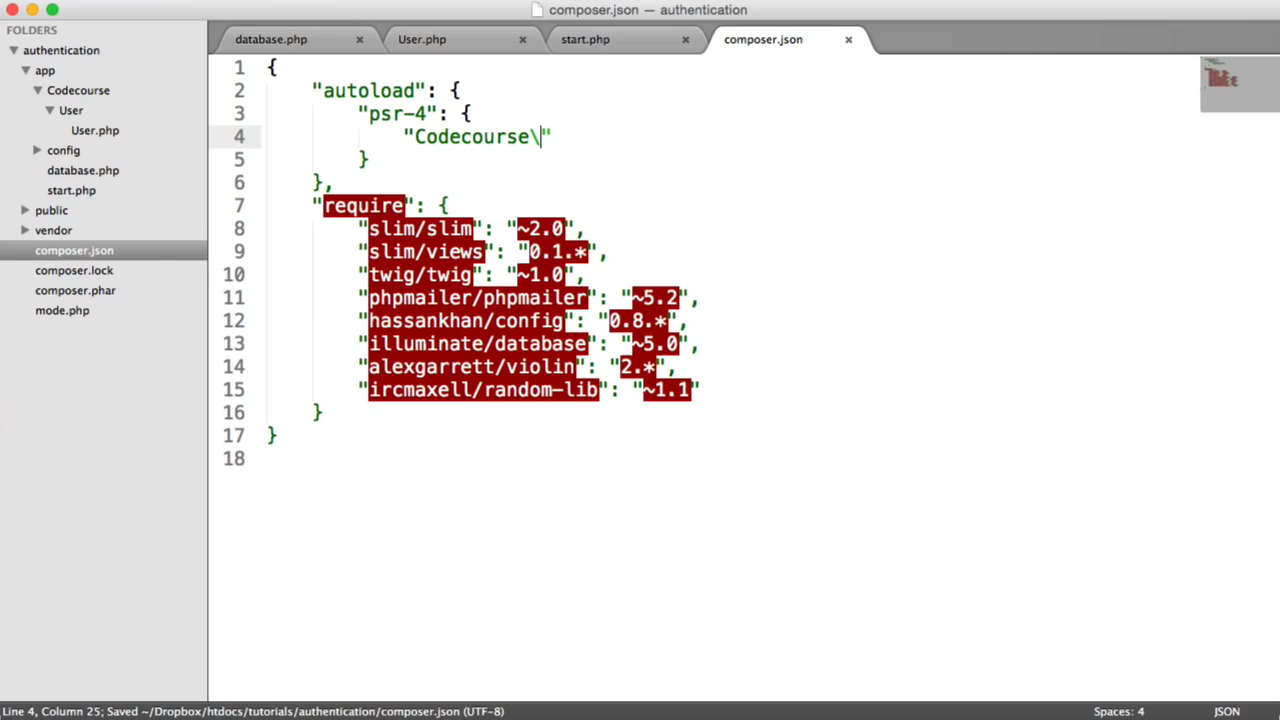 composer.json — authentication
FOLDERS
authentication
app
Codecourse
User
User.php
config
database.php
start.php
public
vendor
composer.json
composer.lock
composer.phar
mode.php
database.php × User.php × start.php × composer.json ×
1 {
2 "autoload": {
3 "psr-4": {
4 "Codecourse\"
5 }
6 },
7 "require": {
8 "slim/slim": "~2.0",
9 "slim/views": "0.1.*",
10 "twig/twig": "~1.0",
11 "phpmailer/phpmailer": "~5.2",
12 "hassankhan/config": "0.8.*",
13 "illuminate/database": "~5.0",
14 "alexgarrett/violin": "2.*",
15 "ircmaxell/random-lib": "~1.1"
16 }
17 }
18
Line 4, Column 25; Saved ~/Dropbox/htdocs/tutorials/authentication/composer.json (UTF-8) Spaces: 4 JSON